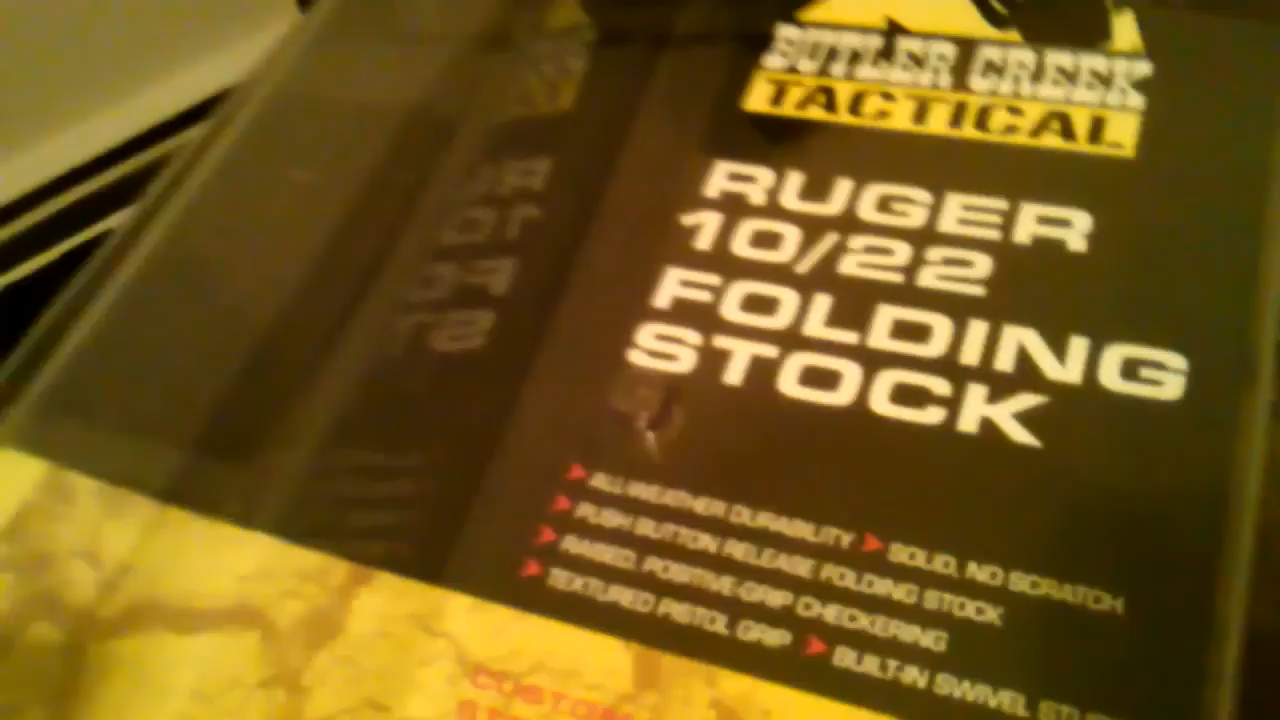 BUTLER CREEK
TACTICAL
RUGER
10/22
FOLDING
STOCK
ALL-WEATHER DURABILITY ➤ SOLID, NO SCRATCH
PUSH BUTTON RELEASE FOLDING STOCK
RAISED, POSITIVE-GRIP CHECKERING
TEXTURED PISTOL GRIP ➤ BUILT-IN SWIVEL